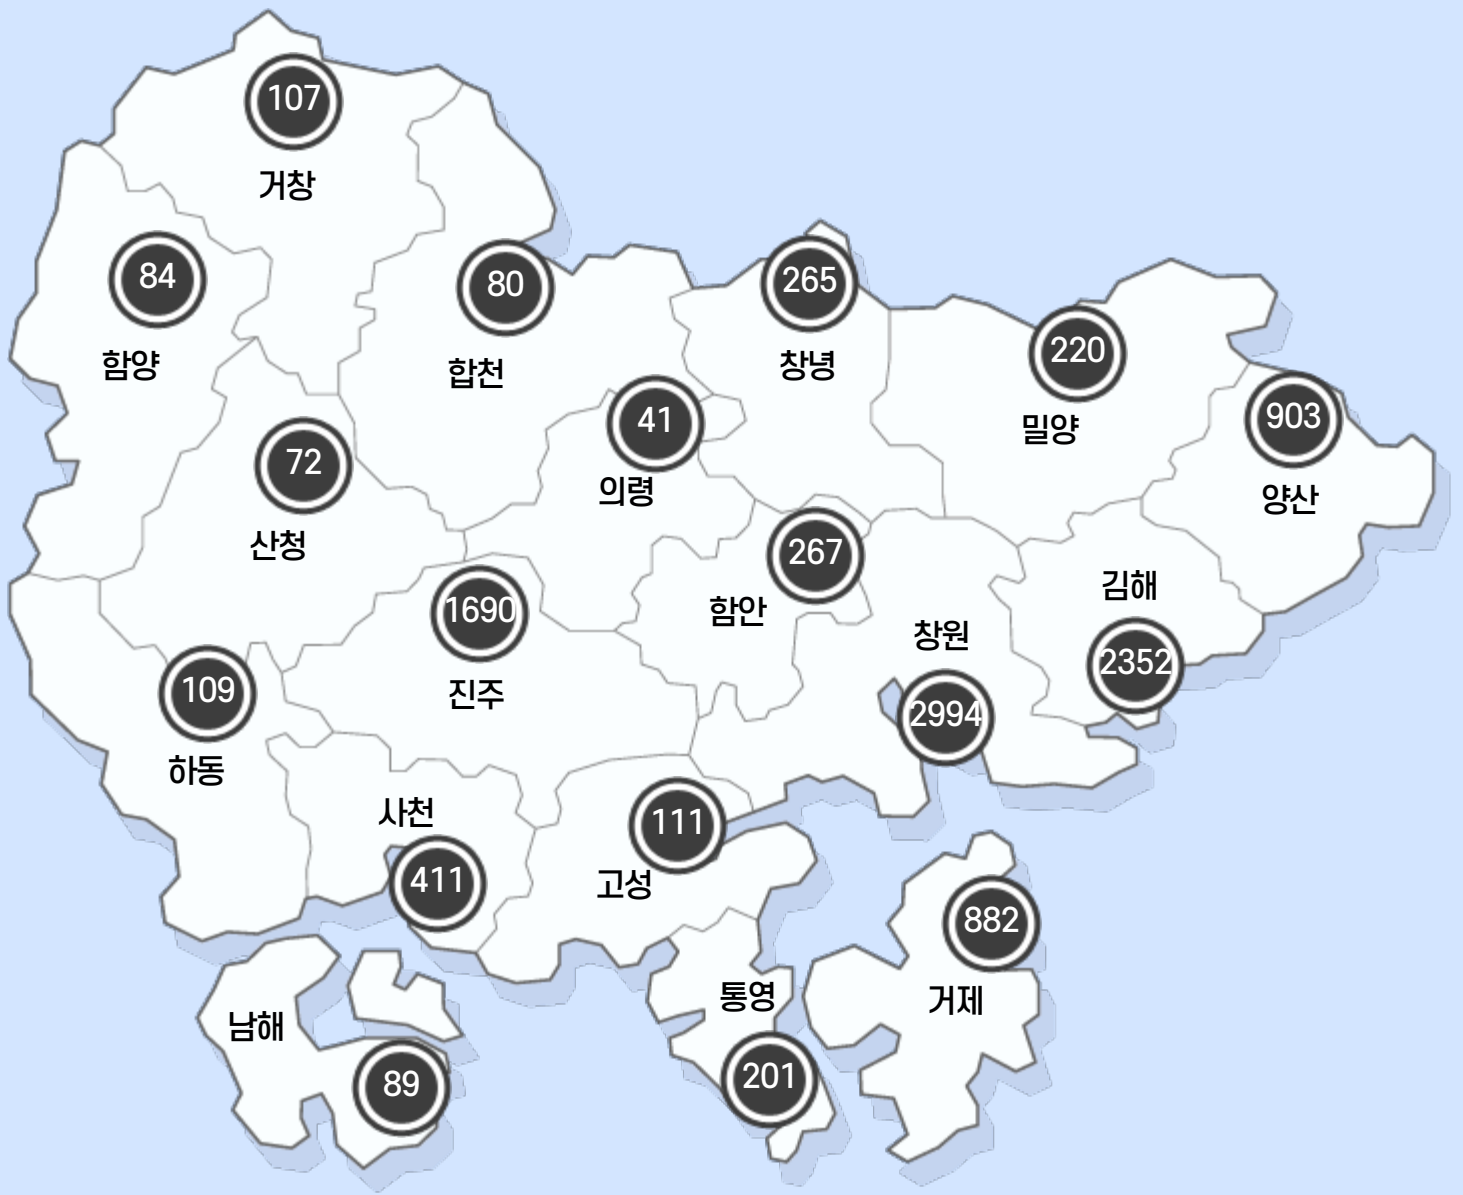 107
거창
84
함양
80
합천
265
창녕
220
밀양
903
양산
41
의령
72
산청
267
함안
김해
2352
1690
진주
창원
2994
109
하동
사천
411
111
고성
882
거제
통영
201
남해
89